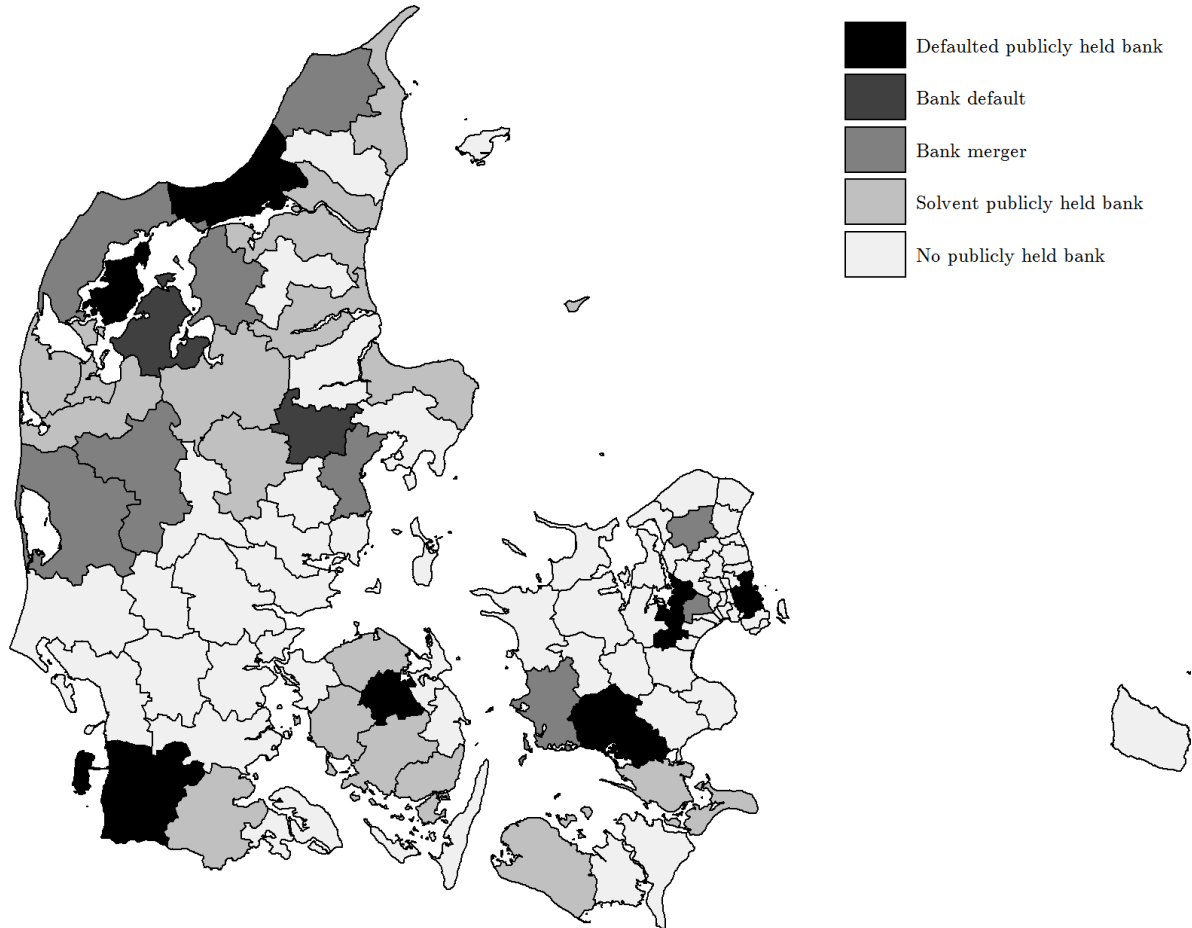 Defaulted publicly held bank
Bank default
Bank merger
Solvent publicly held bank
No publicly held bank